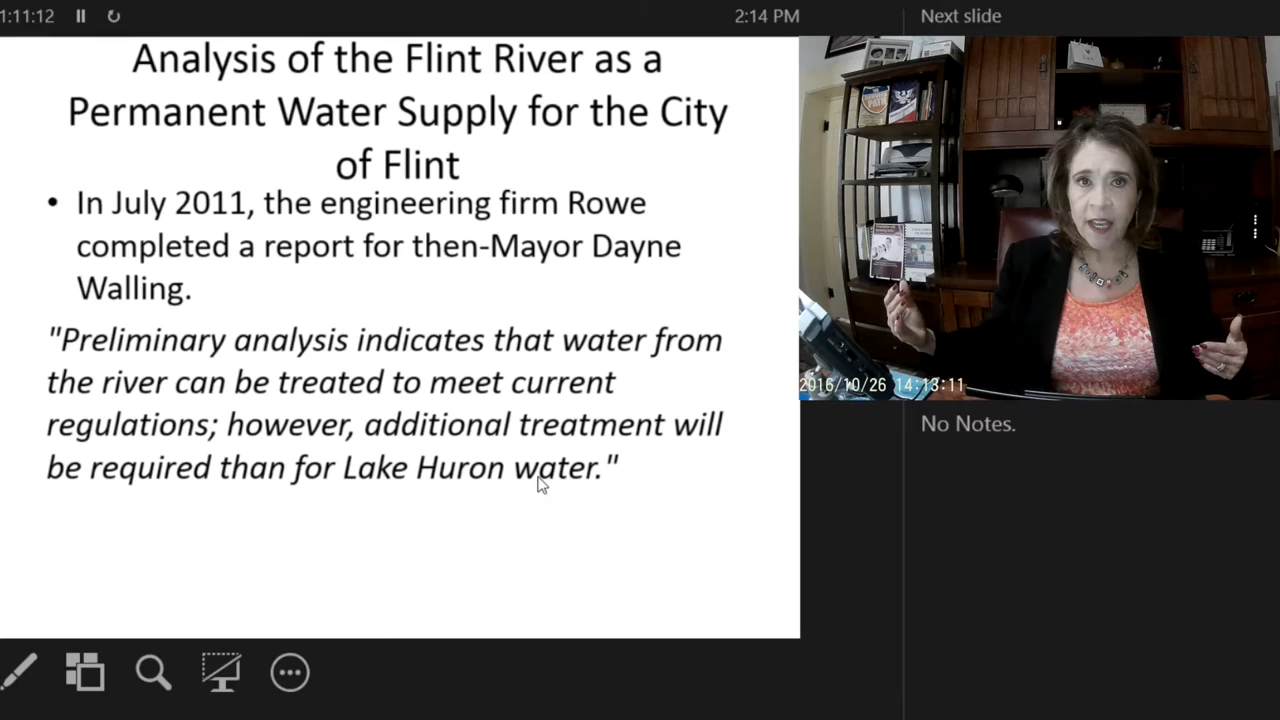 1:11:12
2:14 PM
Next slide
Analysis of the Flint River as a
Permanent Water Supply for the City
of Flint
• In July 2011, the engineering firm Rowe
completed a report for then-Mayor Dayne
Walling.
"Preliminary analysis indicates that water from
the river can be treated to meet current
regulations; however, additional treatment will
be required than for Lake Huron water."
2016/10/26 14:13:11
No Notes.